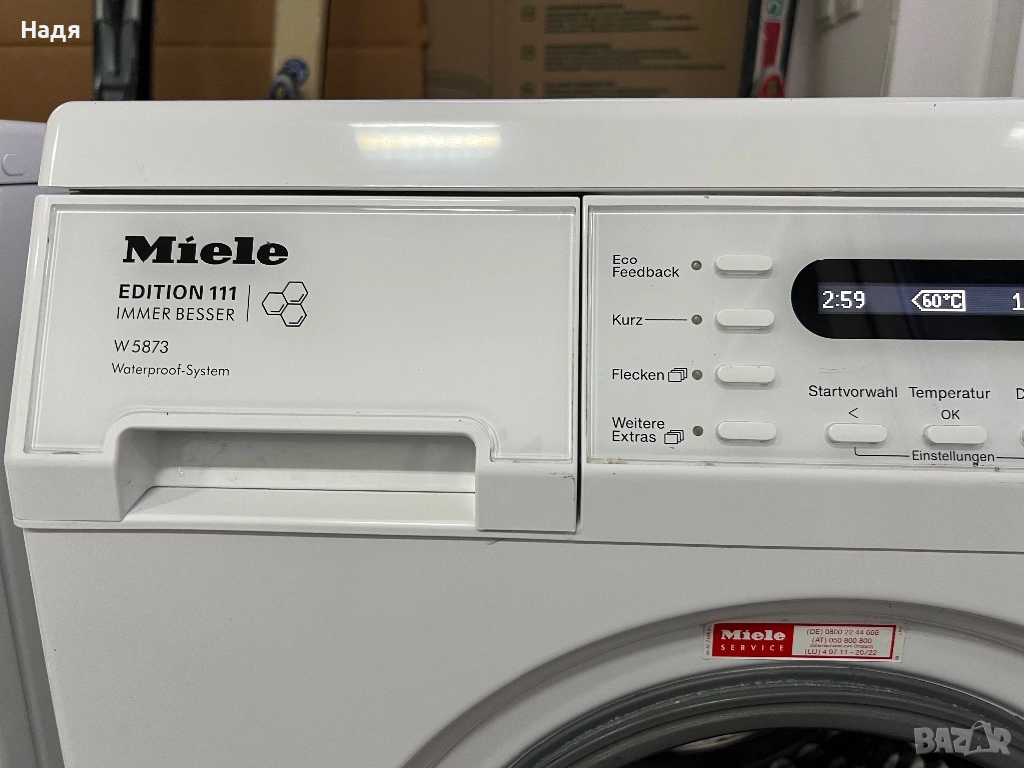 Надя
Miele
EDITION 111
IMMER BESSER
W 5873
Waterproof-System
Eco
Feedback
Kurz
Flecken
Weitere
Extras
2:59 60°C 1
Startvorwahl Temperatur D
< OK
Einstellungen
Miele
SERVICE
(DE) 0800 22 44 666
(AT) 050 800 800
(LU) 4 97 11 - 20/22
BAZAR